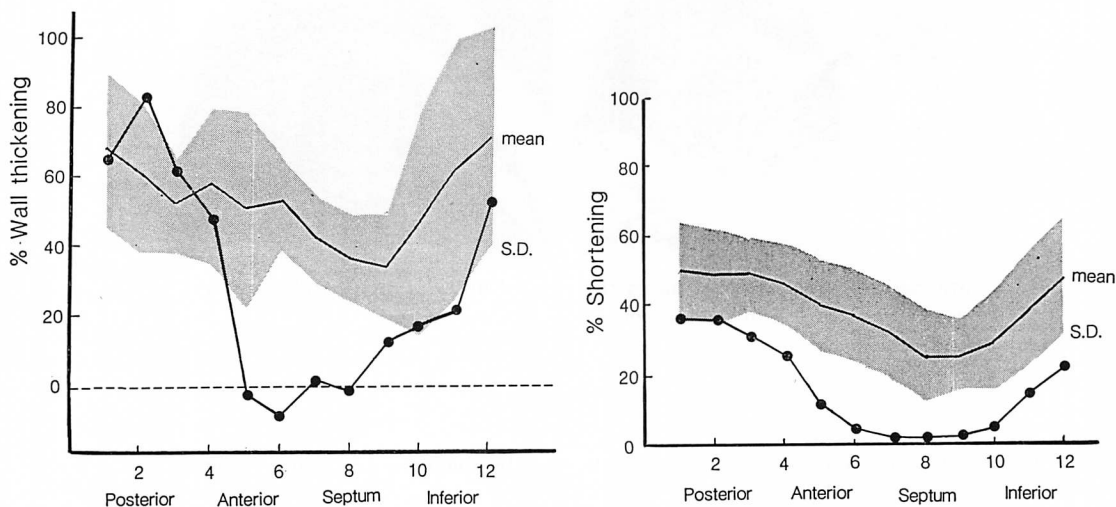 % Wall thickening
100
80
60
40
20
0
mean
S.D.
2 4 6 8 10 12
Posterior Anterior Septum Inferior
% Shortening
100
80
60
40
20
0
mean
S.D.
2 4 6 8 10 12
Posterior Anterior Septum Inferior